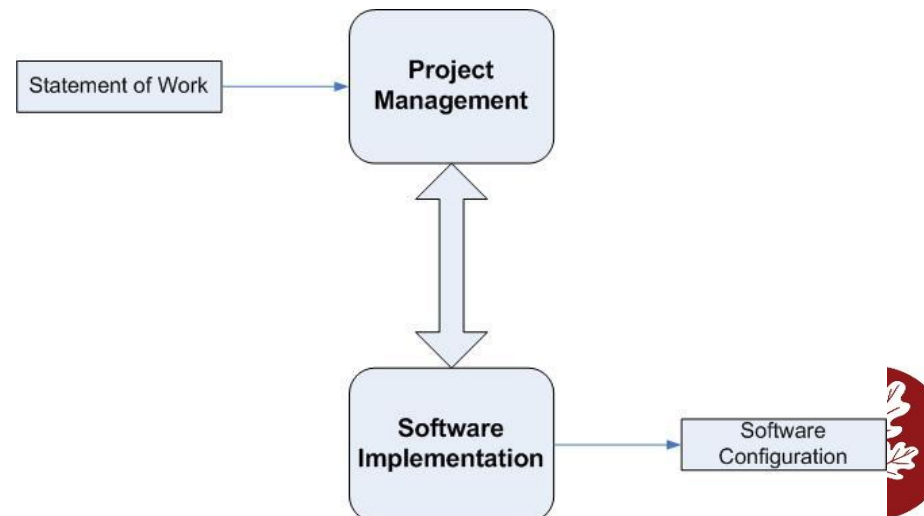 Project
Management
Statement of Work
Software
Implementation
Software
Configuration